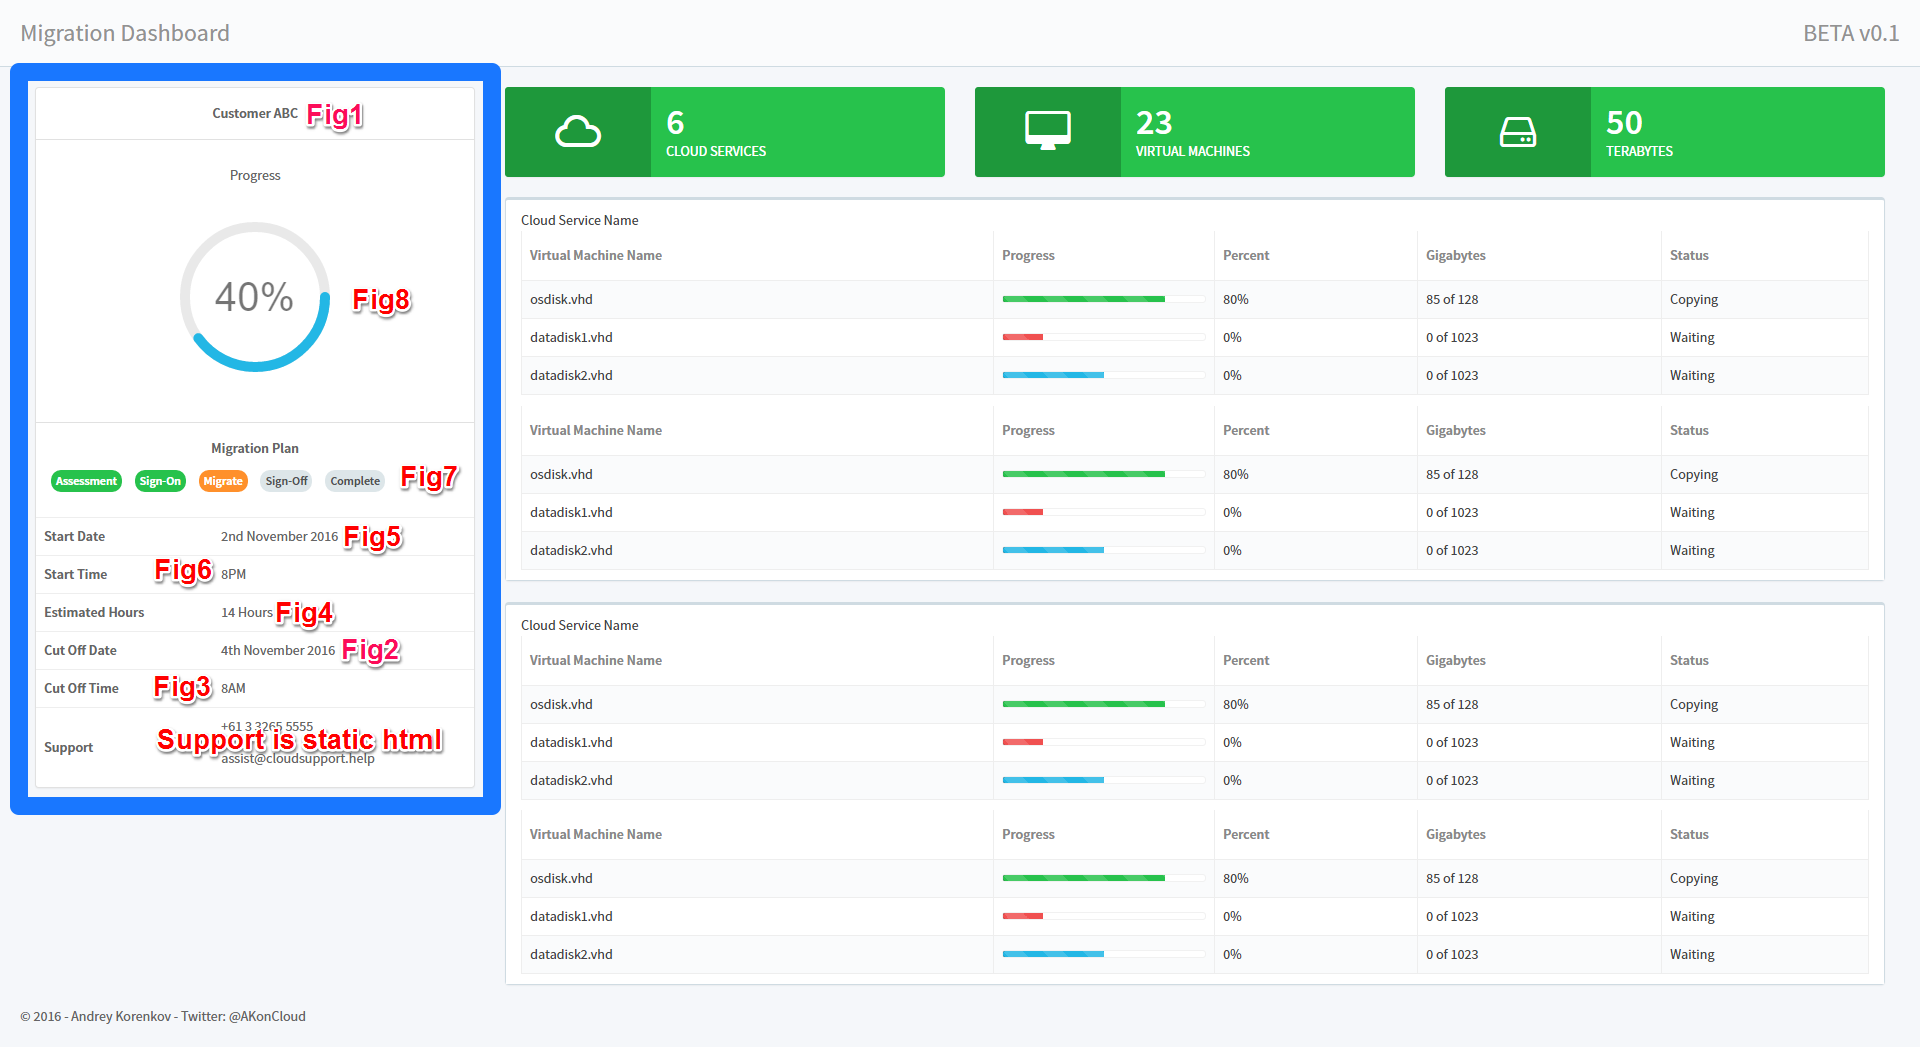 Migration Dashboard
BETA v0.1
Customer ABC Fig1
Progress
40%
Fig8
Migration Plan
Assessment Sign-On Migrate Sign-Off Complete Fig7
Start Date 2nd November 2016 Fig5
Start Time Fig6 8PM
Estimated Hours 14 Hours Fig4
Cut Off Date 4th November 2016 Fig2
Cut Off Time Fig3 8AM
+61 3 3265 5555
Support Support is static html
assist@cloudsupport.help
6
CLOUD SERVICES
23
VIRTUAL MACHINES
50
TERABYTES
Cloud Service Name
Virtual Machine Name Progress Percent Gigabytes Status
osdisk.vhd 80% 85 of 128 Copying
datadisk1.vhd 0% 0 of 1023 Waiting
datadisk2.vhd 0% 0 of 1023 Waiting
Virtual Machine Name Progress Percent Gigabytes Status
osdisk.vhd 80% 85 of 128 Copying
datadisk1.vhd 0% 0 of 1023 Waiting
datadisk2.vhd 0% 0 of 1023 Waiting
Cloud Service Name
Virtual Machine Name Progress Percent Gigabytes Status
osdisk.vhd 80% 85 of 128 Copying
datadisk1.vhd 0% 0 of 1023 Waiting
datadisk2.vhd 0% 0 of 1023 Waiting
Virtual Machine Name Progress Percent Gigabytes Status
osdisk.vhd 80% 85 of 128 Copying
datadisk1.vhd 0% 0 of 1023 Waiting
datadisk2.vhd 0% 0 of 1023 Waiting
© 2016 - Andrey Korenkov - Twitter: @AKonCloud